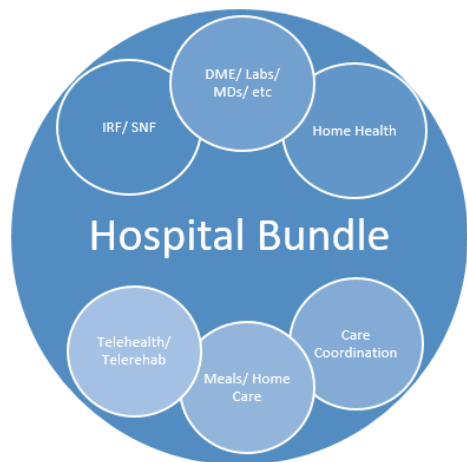 DME/ Labs/
MDs/ etc
IRF/ SNF
Home Health
Hospital Bundle
Telehealth/
Telerehab
Care
Coordination
Meals/ Home
Care